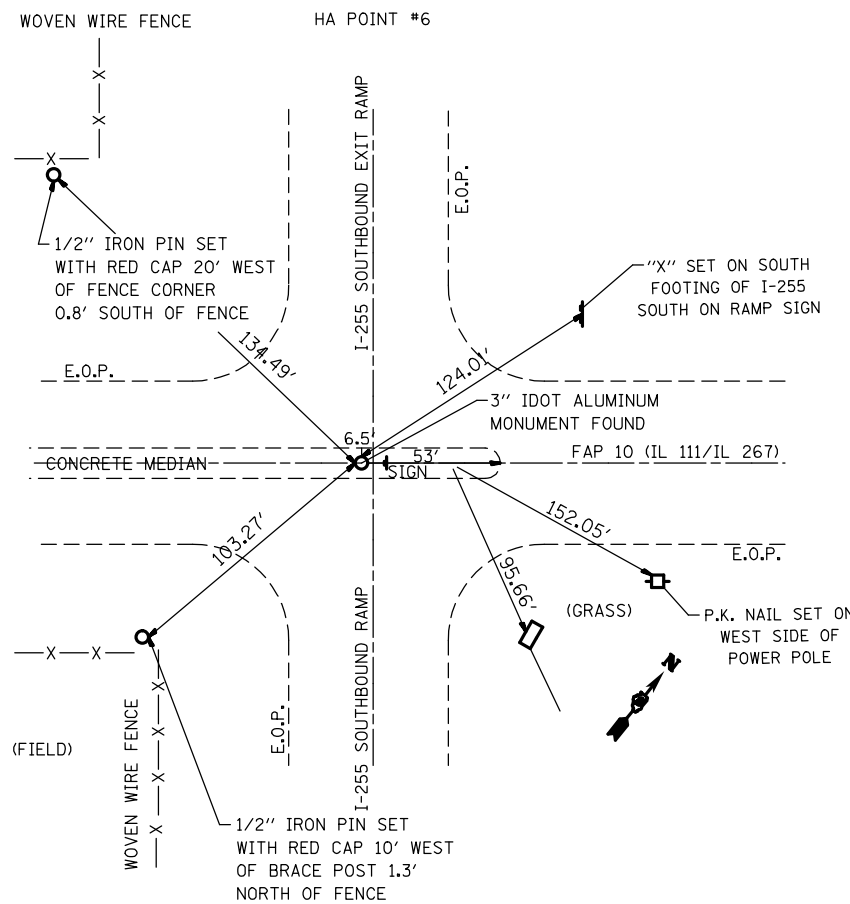 WOVEN WIRE FENCE
HA POINT #6
I-255 SOUTHBOUND EXIT RAMP
E.O.P.
1/2" IRON PIN SET
WITH RED CAP 20' WEST
OF FENCE CORNER
0.8' SOUTH OF FENCE
"X" SET ON SOUTH
FOOTING OF I-255
SOUTH ON RAMP SIGN
134.49'
124.01'
E.O.P.
3" IDOT ALUMINUM
MONUMENT FOUND
6.5'
53'
SIGN
CONCRETE MEDIAN
FAP 10 (IL 111/IL 267)
103.27'
152.05'
95.66'
E.O.P.
(GRASS)
P.K. NAIL SET ON
WEST SIDE OF
POWER POLE
N
I-255 SOUTHBOUND RAMP
E.O.P.
WOVEN WIRE FENCE
(FIELD)
1/2" IRON PIN SET
WITH RED CAP 10' WEST
OF BRACE POST 1.3'
NORTH OF FENCE